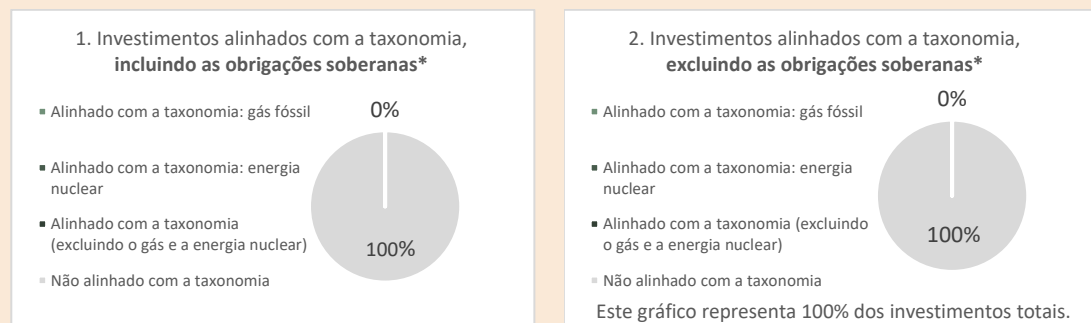 1. Investimentos alinhados com a taxonomia,
incluindo as obrigações soberanas*
Alinhado com a taxonomia: gás fóssil
0%
Alinhado com a taxonomia: energia
nuclear
Alinhado com a taxonomia
(excluindo o gás e a energia nuclear)
100%
Não alinhado com a taxonomia
2. Investimentos alinhados com a taxonomia,
excluindo as obrigações soberanas*
0%
Alinhado com a taxonomia: gás fóssil
Alinhado com a taxonomia: energia
nuclear
Alinhado com a taxonomia (excluindo
o gás e a energia nuclear)
100%
Não alinhado com a taxonomia
Este gráfico representa 100% dos investimentos totais.